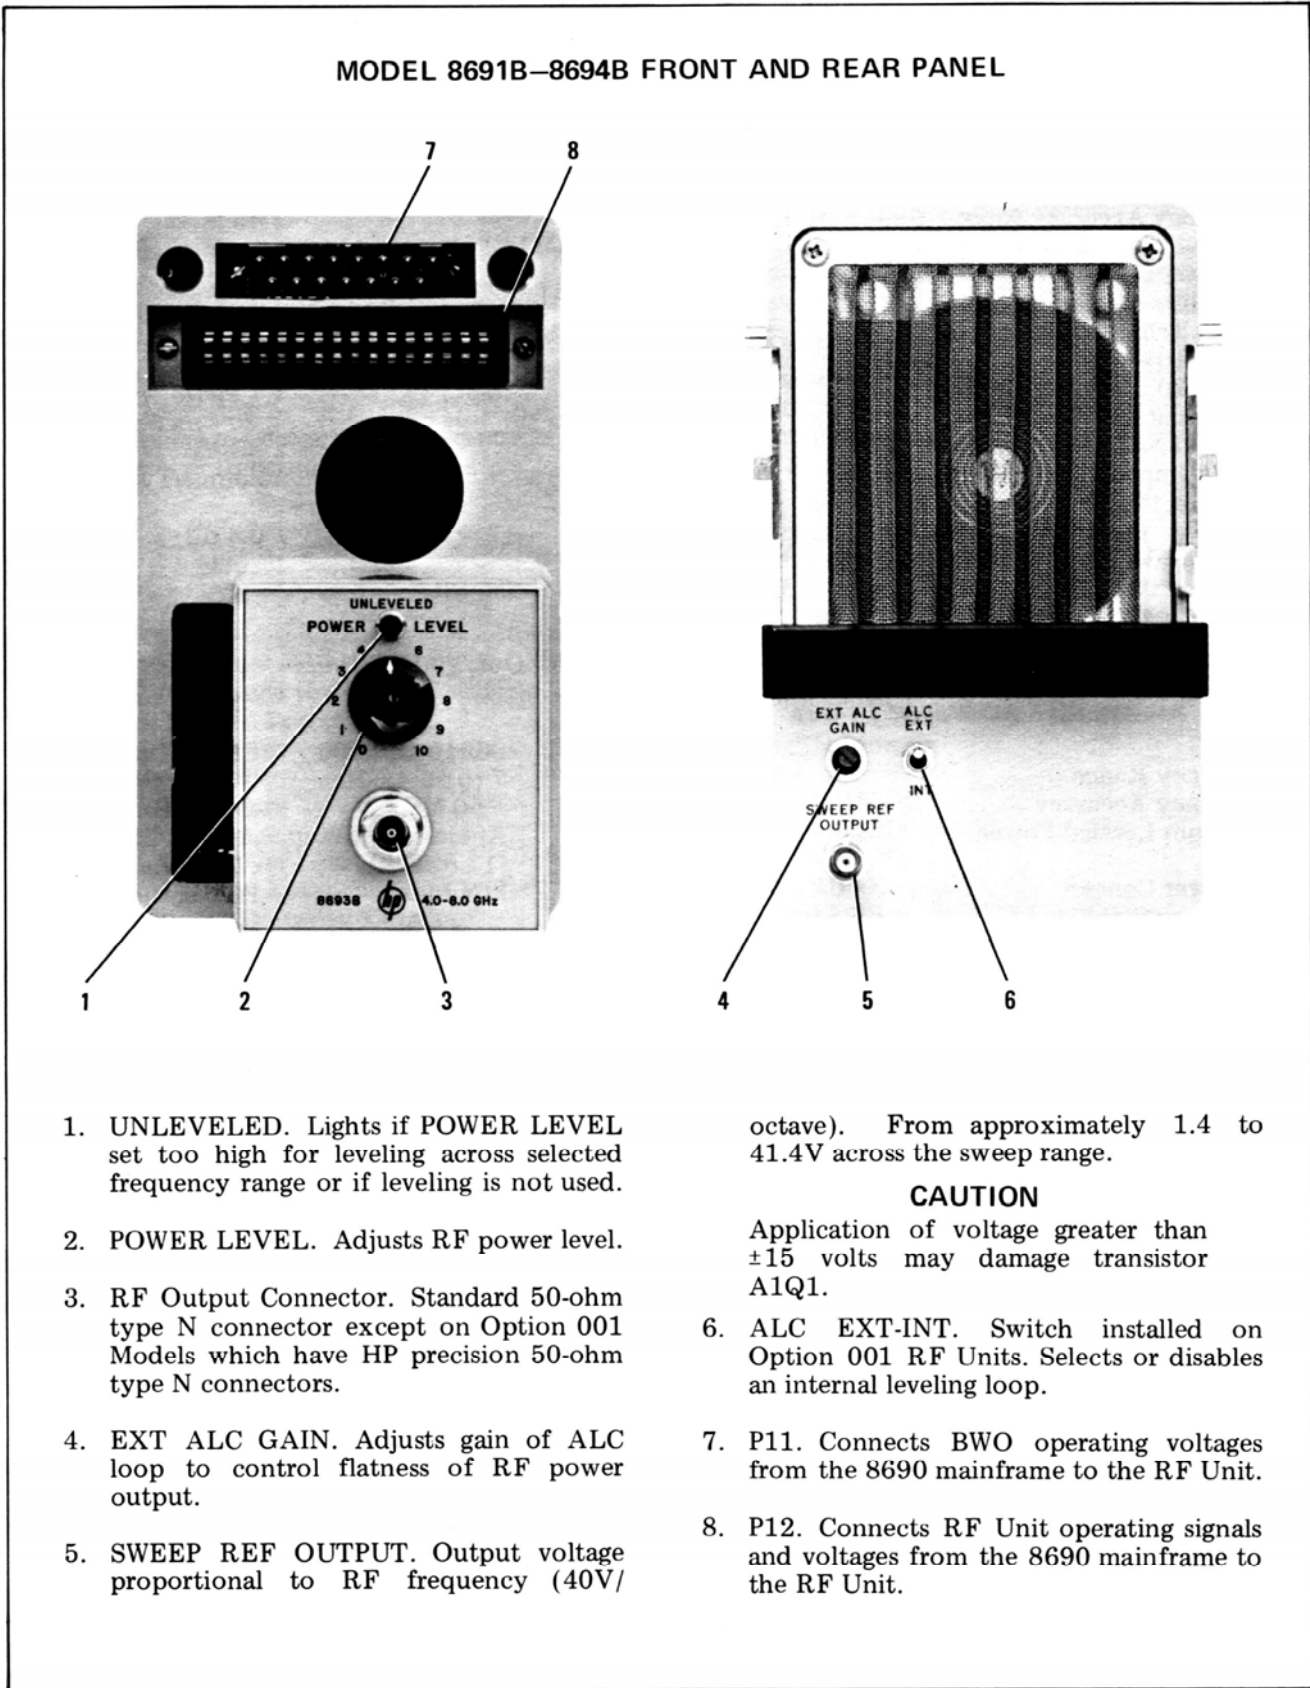 MODEL 8691B–8694B FRONT AND REAR PANEL
7
8
UNLEVELED
POWER LEVEL
4
6
3
7
2
8
1
9
0
10
8693B hp 4.0-8.0 GHz
1
2
3
EXT ALC
GAIN
ALC
EXT
INT
SWEEP REF
OUTPUT
4
5
6
1. UNLEVELED. Lights if POWER LEVEL
set too high for leveling across selected
frequency range or if leveling is not used.
2. POWER LEVEL. Adjusts RF power level.
3. RF Output Connector. Standard 50-ohm
type N connector except on Option 001
Models which have HP precision 50-ohm
type N connectors.
4. EXT ALC GAIN. Adjusts gain of ALC
loop to control flatness of RF power
output.
5. SWEEP REF OUTPUT. Output voltage
proportional to RF frequency (40V/
octave). From approximately 1.4 to
41.4V across the sweep range.
CAUTION
Application of voltage greater than
±15 volts may damage transistor
A1Q1.
6. ALC EXT-INT. Switch installed on
Option 001 RF Units. Selects or disables
an internal leveling loop.
7. P11. Connects BWO operating voltages
from the 8690 mainframe to the RF Unit.
8. P12. Connects RF Unit operating signals
and voltages from the 8690 mainframe to
the RF Unit.